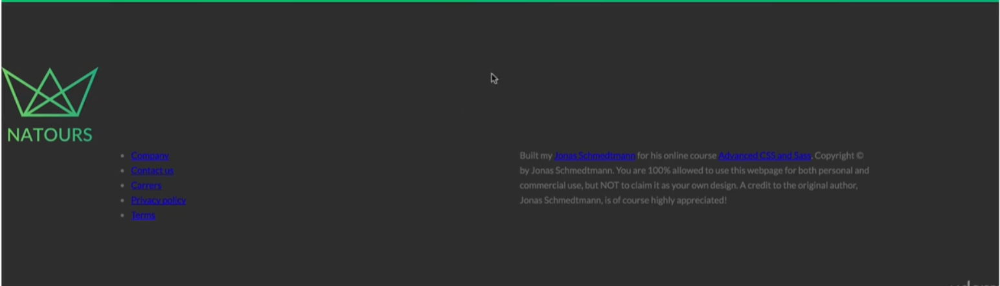 NATOURS
Company
Contact us
Carrers
Privacy policy
Terms
Built my Jonas Schmedtmann for his online course Advanced CSS and Sass. Copyright ©
by Jonas Schmedtmann. You are 100% allowed to use this webpage for both personal and
commercial use, but NOT to claim it as your own design. A credit to the original author,
Jonas Schmedtmann, is of course highly appreciated!